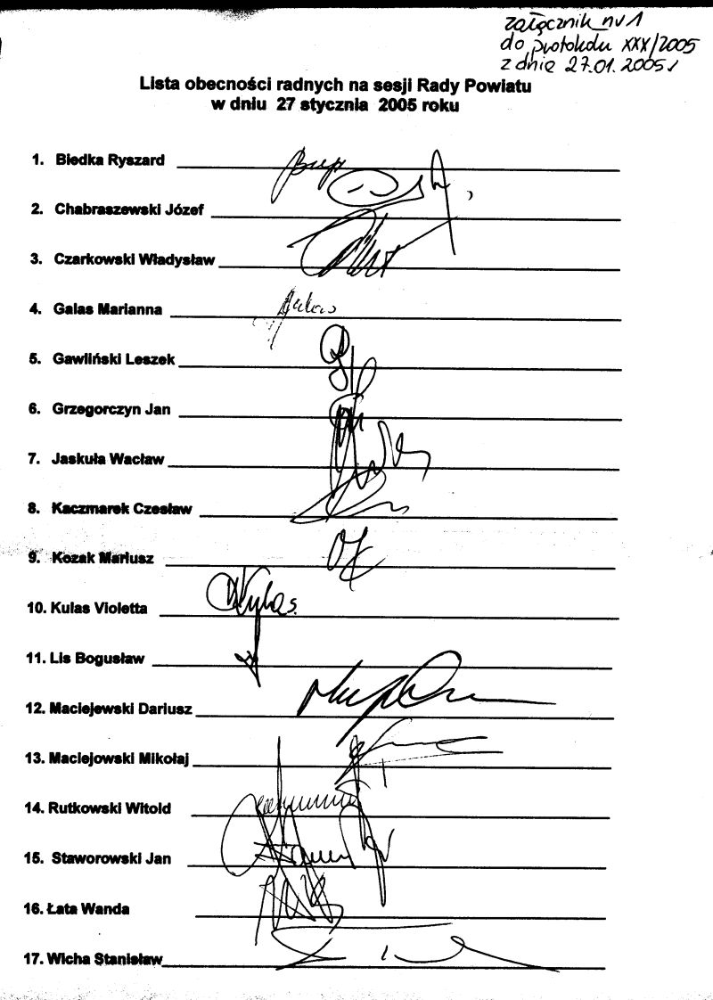 załącznik nr 1
do protokołu XXX/2005
z dnia 27.01.2005r
Lista obecności radnych na sesji Rady Powiatu
w dniu 27 stycznia 2005 roku
1. Biedka Ryszard
2. Chabraszewski Józef
3. Czarkowski Władysław
4. Galas Marianna
5. Gawliński Leszek
6. Grzegorczyn Jan
7. Jaskuła Wacław
8. Kaczmarek Czesław
9. Kozak Mariusz
10. Kulas Violetta
11. Lis Bogusław
12. Maciejewski Dariusz
13. Maciejowski Mikołaj
14. Rutkowski Witold
15. Staworowski Jan
16. Łata Wanda
17. Wicha Stanisław